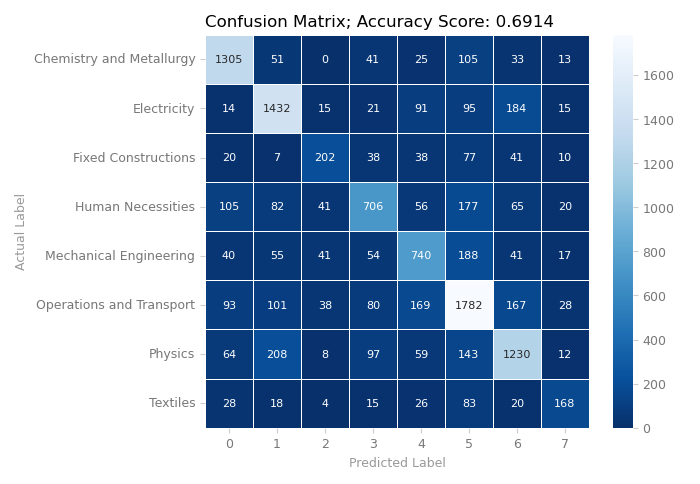 Confusion Matrix; Accuracy Score: 0.6914
Chemistry and Metallurgy 1305 51 0 41 25 105 33 13
Electricity 14 1432 15 21 91 95 184 15
Fixed Constructions 20 7 202 38 38 77 41 10
Human Necessities 105 82 41 706 56 177 65 20
Mechanical Engineering 40 55 41 54 740 188 41 17
Operations and Transport 93 101 38 80 169 1782 167 28
Physics 64 208 8 97 59 143 1230 12
Textiles 28 18 4 15 26 83 20 168
0 1 2 3 4 5 6 7
Predicted Label
Actual Label
1600
1400
1200
1000
800
600
400
200
0